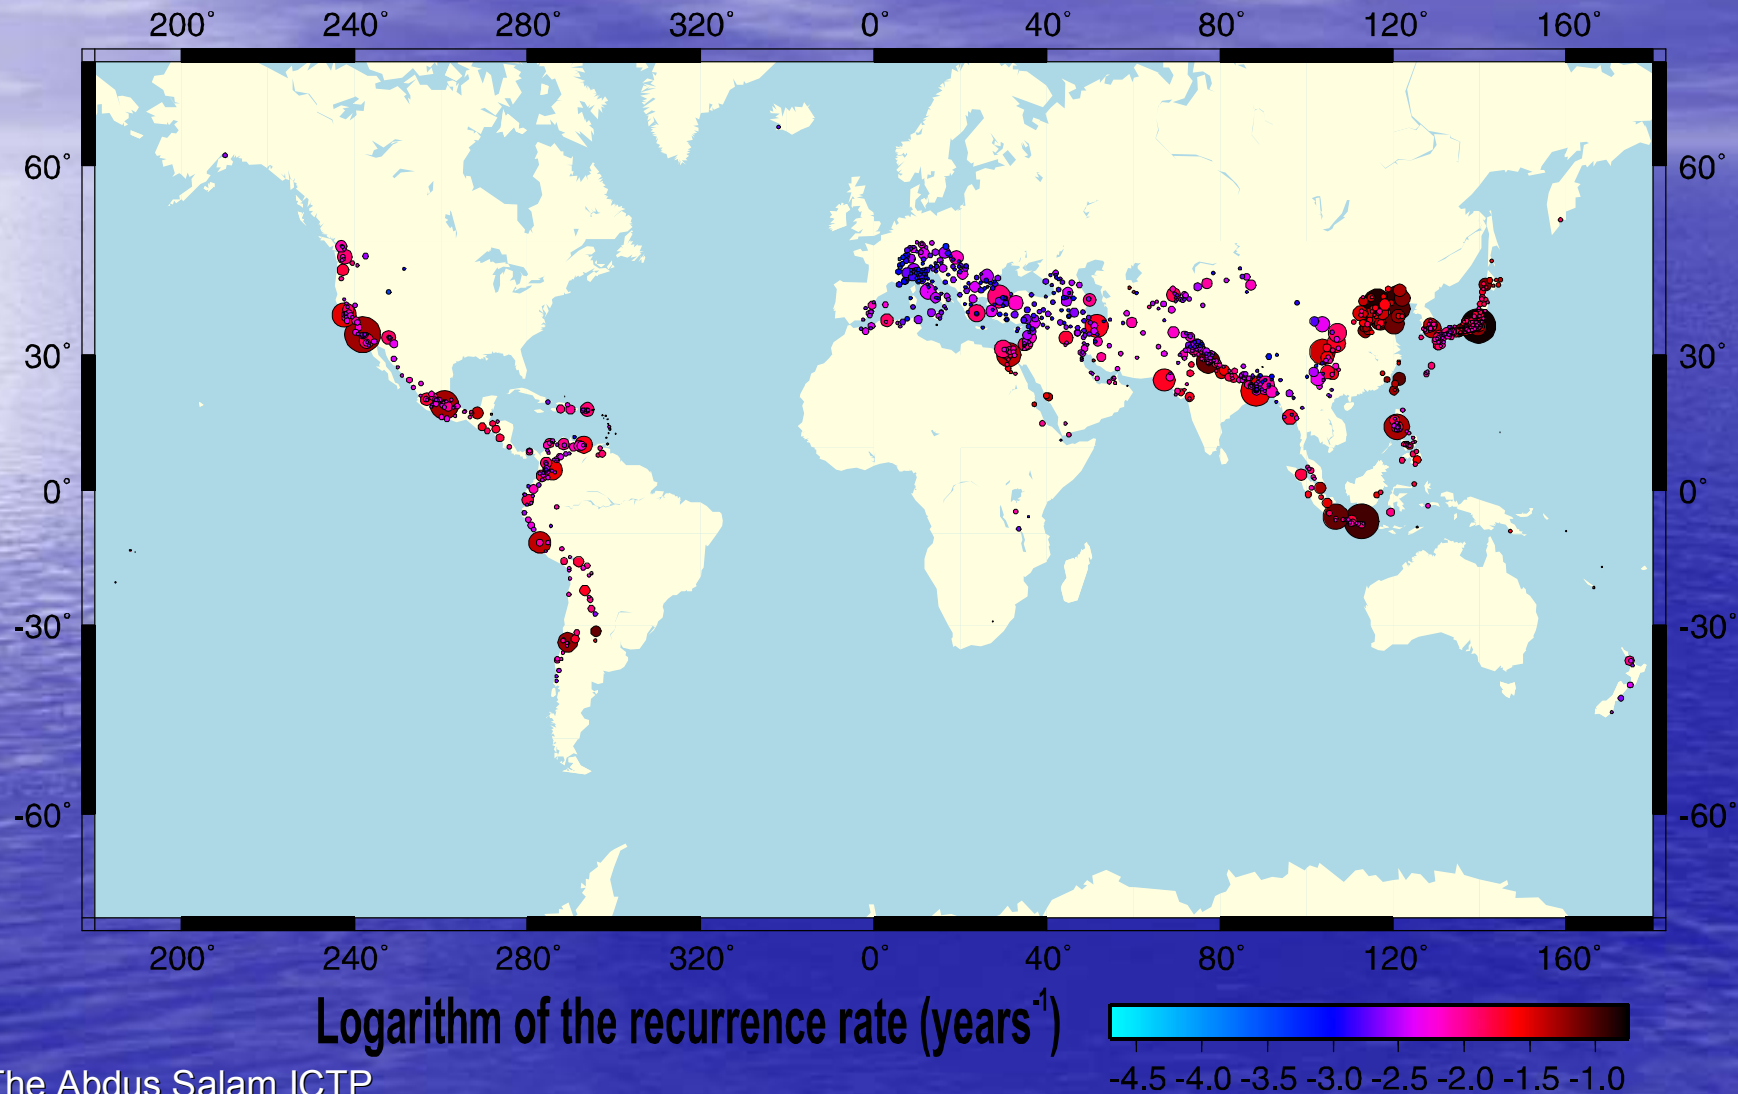 200° 240° 280° 320° 0° 40° 80° 120° 160°
60° 60°
30° 30°
0° 0°
-30° -30°
-60° -60°
200° 240° 280° 320° 0° 40° 80° 120° 160°
Logarithm of the recurrence rate (years⁻¹)
-4.5 -4.0 -3.5 -3.0 -2.5 -2.0 -1.5 -1.0
The Abdus Salam ICTP